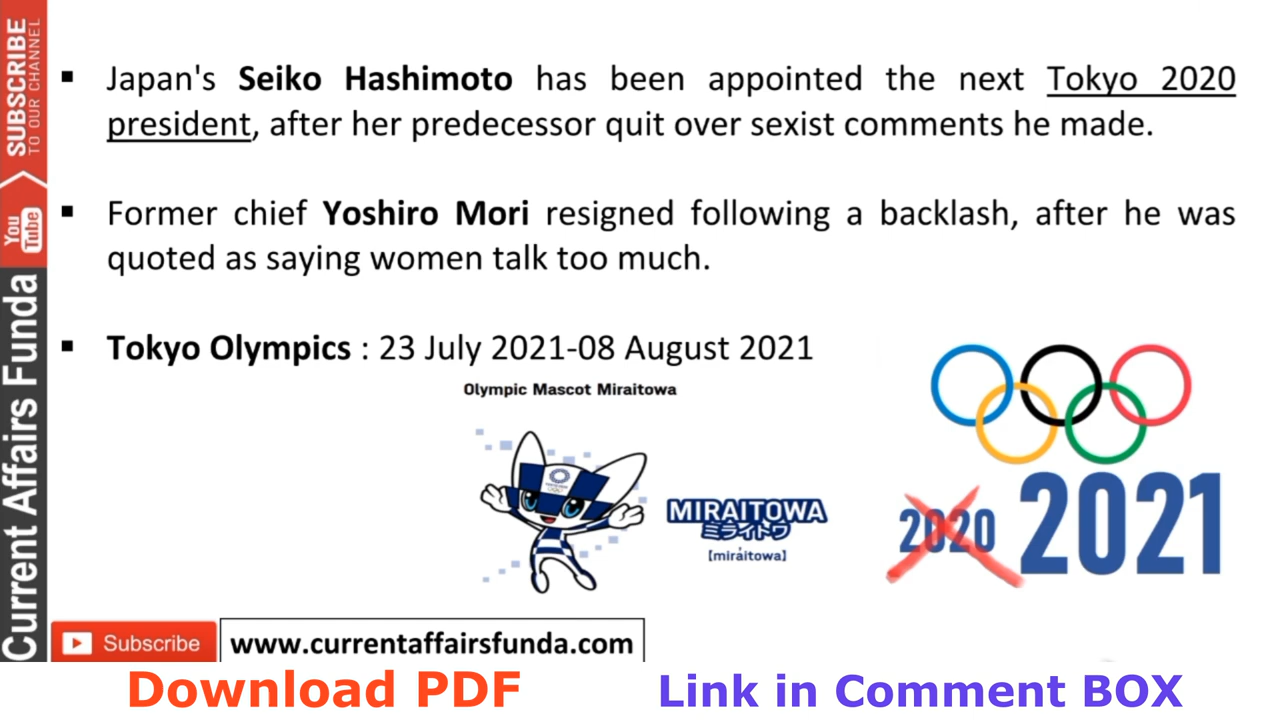 SUBSCRIBE
TO OUR CHANNEL
You
Tube
Current Affairs Funda
▪ Japan's Seiko Hashimoto has been appointed the next Tokyo 2020
president, after her predecessor quit over sexist comments he made.
▪ Former chief Yoshiro Mori resigned following a backlash, after he was
quoted as saying women talk too much.
▪ Tokyo Olympics : 23 July 2021-08 August 2021
Olympic Mascot Miraitowa
MIRAITOWA
ミライトワ
[miráitowa]
2020 2021
Subscribe
www.currentaffairsfunda.com
Download PDF
Link in Comment BOX